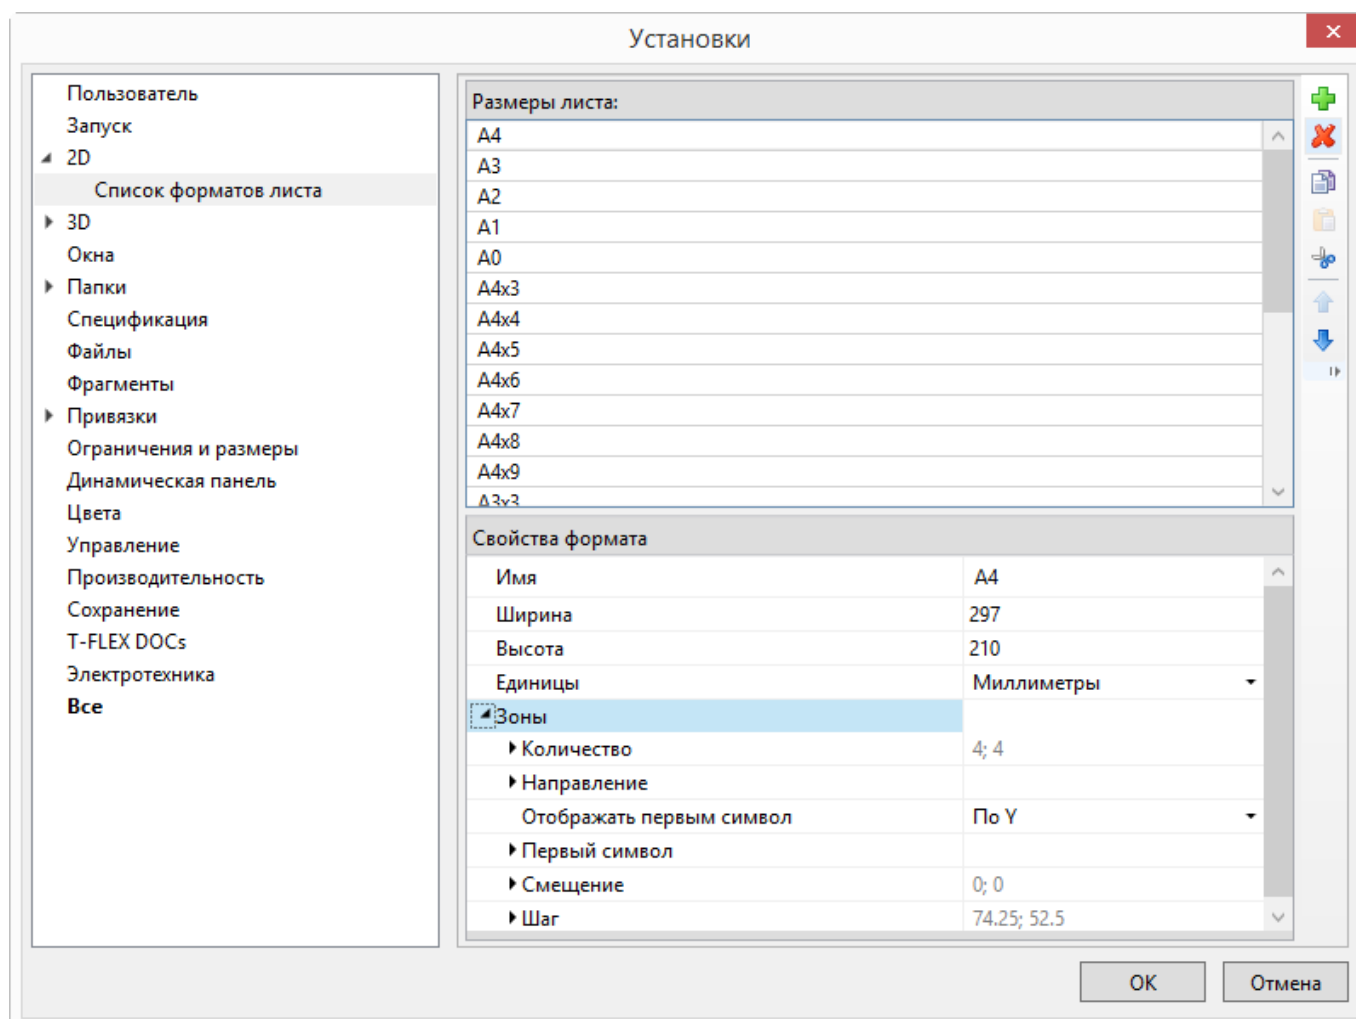 Установки
Пользователь
Запуск
2D
Список форматов листа
3D
Окна
Папки
Спецификация
Файлы
Фрагменты
Привязки
Ограничения и размеры
Динамическая панель
Цвета
Управление
Производительность
Сохранение
T-FLEX DOCs
Электротехника
Все
Размеры листа:
A4
A3
A2
A1
A0
A4x3
A4x4
A4x5
A4x6
A4x7
A4x8
A4x9
A3x3
Свойства формата
Имя A4
Ширина 297
Высота 210
Единицы Миллиметры
Зоны
Количество 4; 4
Направление
Отображать первым символ По Y
Первый символ
Смещение 0; 0
Шаг 74.25; 52.5
ОК Отмена